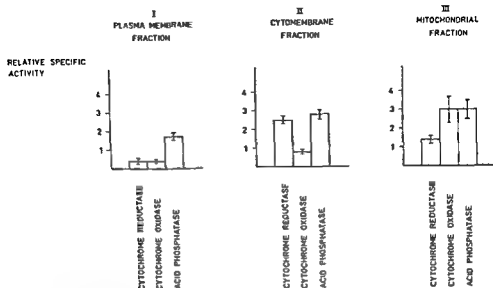 I
PLASMA MEMBRANE
FRACTION
II
CYTOMEMBRANE
FRACTION
III
MITOCHONDRIAL
FRACTION
RELATIVE SPECIFIC
ACTIVITY
4
3
2
1
CYTOCHROME REDUCTASE
CYTOCHROME OXIDASE
ACID PHOSPHATASE
4
3
2
1
CYTOCHROME REDUCTASE
CYTOCHROME OXIDASE
ACID PHOSPHATASE
4
3
2
1
CYTOCHROME REDUCTASE
CYTOCHROME OXIDASE
ACID PHOSPHATASE